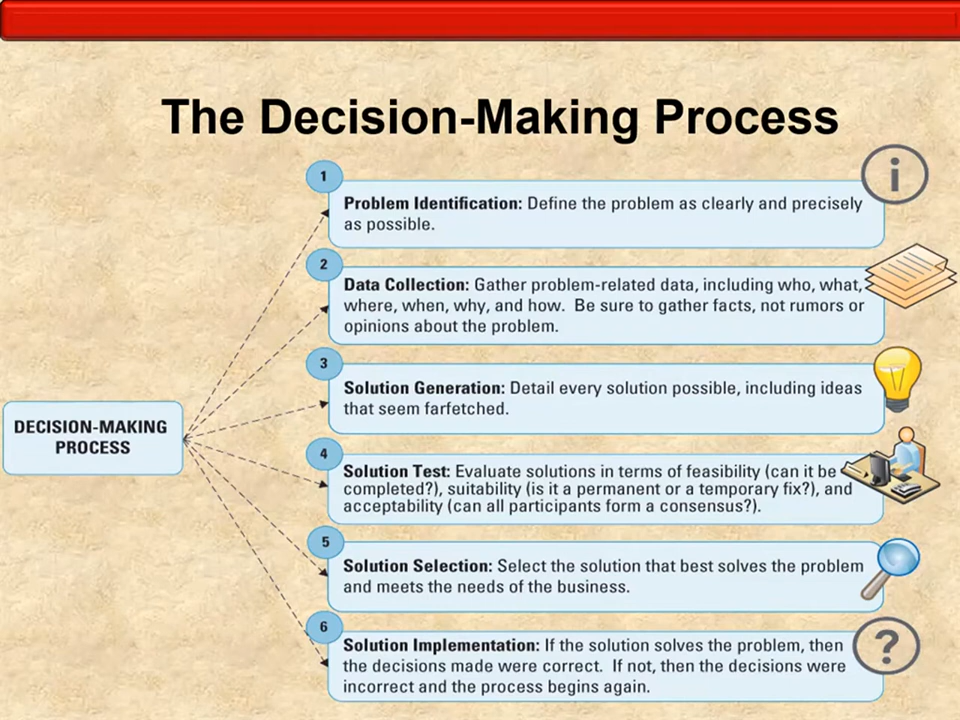 The Decision-Making Process
i
1
Problem Identification: Define the problem as clearly and precisely
as possible.
2
Data Collection: Gather problem-related data, including who, what,
where, when, why, and how. Be sure to gather facts, not rumors or
opinions about the problem.
3
Solution Generation: Detail every solution possible, including ideas
that seem farfetched.
DECISION-MAKING
PROCESS
4
Solution Test: Evaluate solutions in terms of feasibility (can it be
completed?), suitability (is it a permanent or a temporary fix?), and
acceptability (can all participants form a consensus?).
5
Solution Selection: Select the solution that best solves the problem
and meets the needs of the business.
6
Solution Implementation: If the solution solves the problem, then
the decisions made were correct. If not, then the decisions were
incorrect and the process begins again.
?